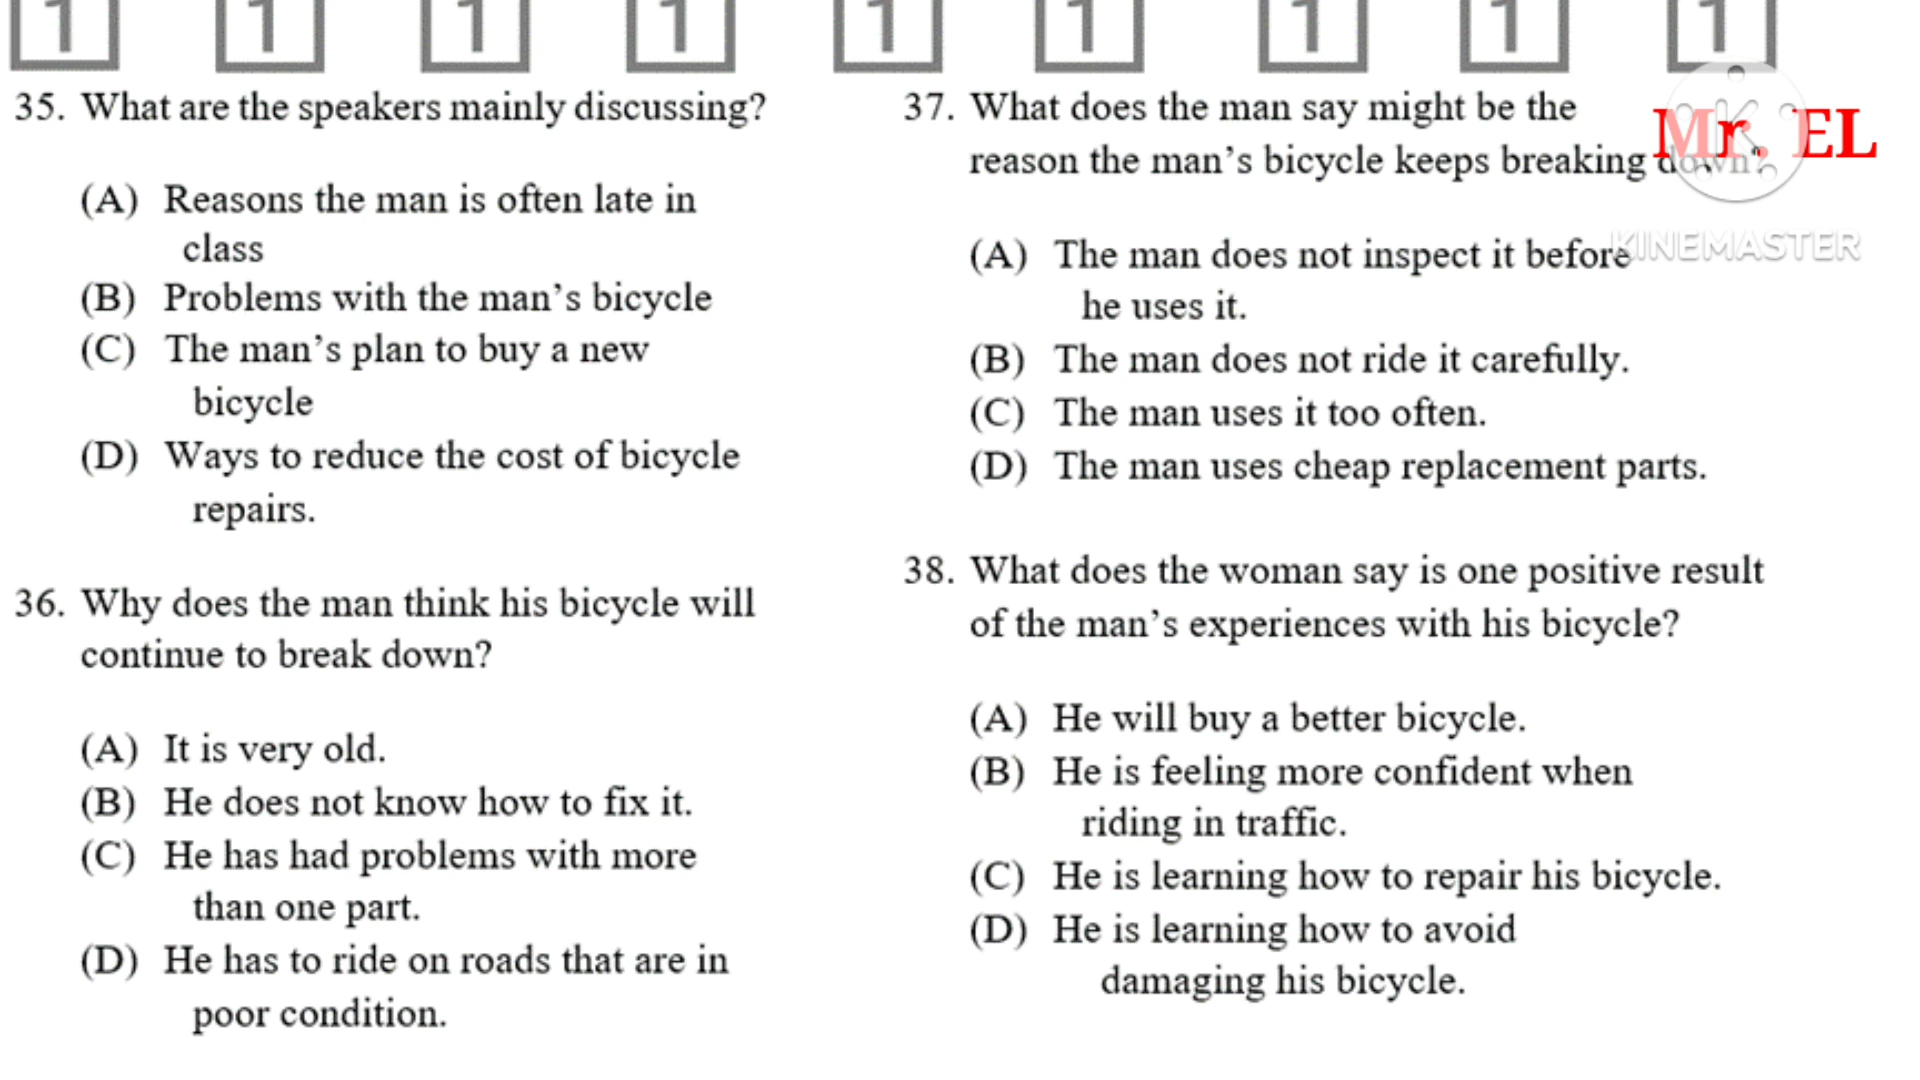 1 1 1 1 1 1 1 1 1
35. What are the speakers mainly discussing?
(A) Reasons the man is often late in
class
(B) Problems with the man's bicycle
(C) The man's plan to buy a new
bicycle
(D) Ways to reduce the cost of bicycle
repairs.
36. Why does the man think his bicycle will
continue to break down?
(A) It is very old.
(B) He does not know how to fix it.
(C) He has had problems with more
than one part.
(D) He has to ride on roads that are in
poor condition.
37. What does the man say might be the
reason the man's bicycle keeps breaking down?
(A) The man does not inspect it before
he uses it.
(B) The man does not ride it carefully.
(C) The man uses it too often.
(D) The man uses cheap replacement parts.
38. What does the woman say is one positive result
of the man's experiences with his bicycle?
(A) He will buy a better bicycle.
(B) He is feeling more confident when
riding in traffic.
(C) He is learning how to repair his bicycle.
(D) He is learning how to avoid
damaging his bicycle.
Mr. EL
K
KINEMASTER